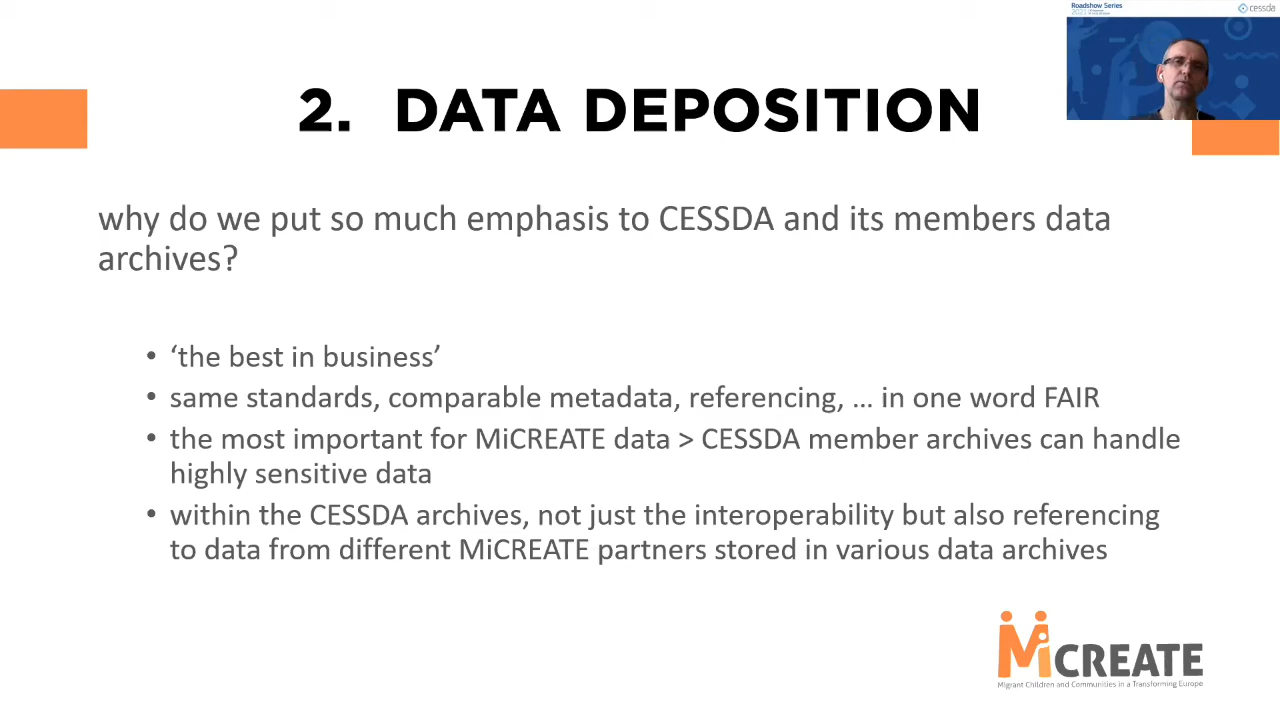 Roadshow Series
2021
cessda
2. DATA DEPOSITION
why do we put so much emphasis to CESSDA and its members data
archives?
• ‘the best in business’
• same standards, comparable metadata, referencing, … in one word FAIR
• the most important for MiCREATE data > CESSDA member archives can handle
highly sensitive data
• within the CESSDA archives, not just the interoperability but also referencing
to data from different MiCREATE partners stored in various data archives
MiCREATE
Migrant Children and Communities in a Transforming Europe